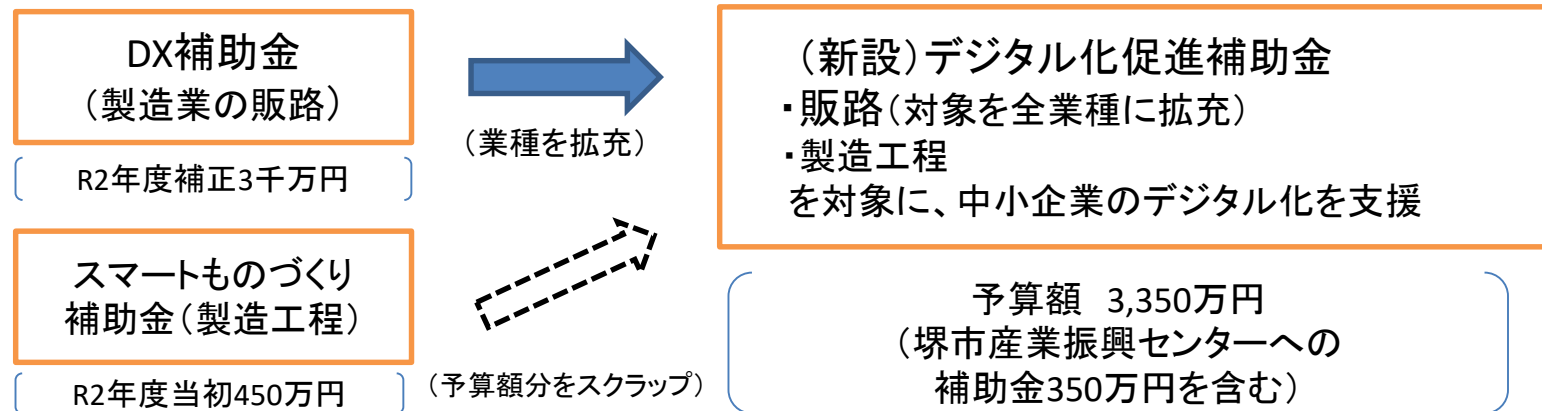 DX補助金
（製造業の販路）
R2年度補正3千万円
（業種を拡充）
スマートものづくり
補助金（製造工程）
R2年度当初450万円
（予算額分をスクラップ）
（新設）デジタル化促進補助金
・販路（対象を全業種に拡充）
・製造工程
を対象に、中小企業のデジタル化を支援
予算額　3,350万円
（堺市産業振興センターへの
補助金350万円を含む）